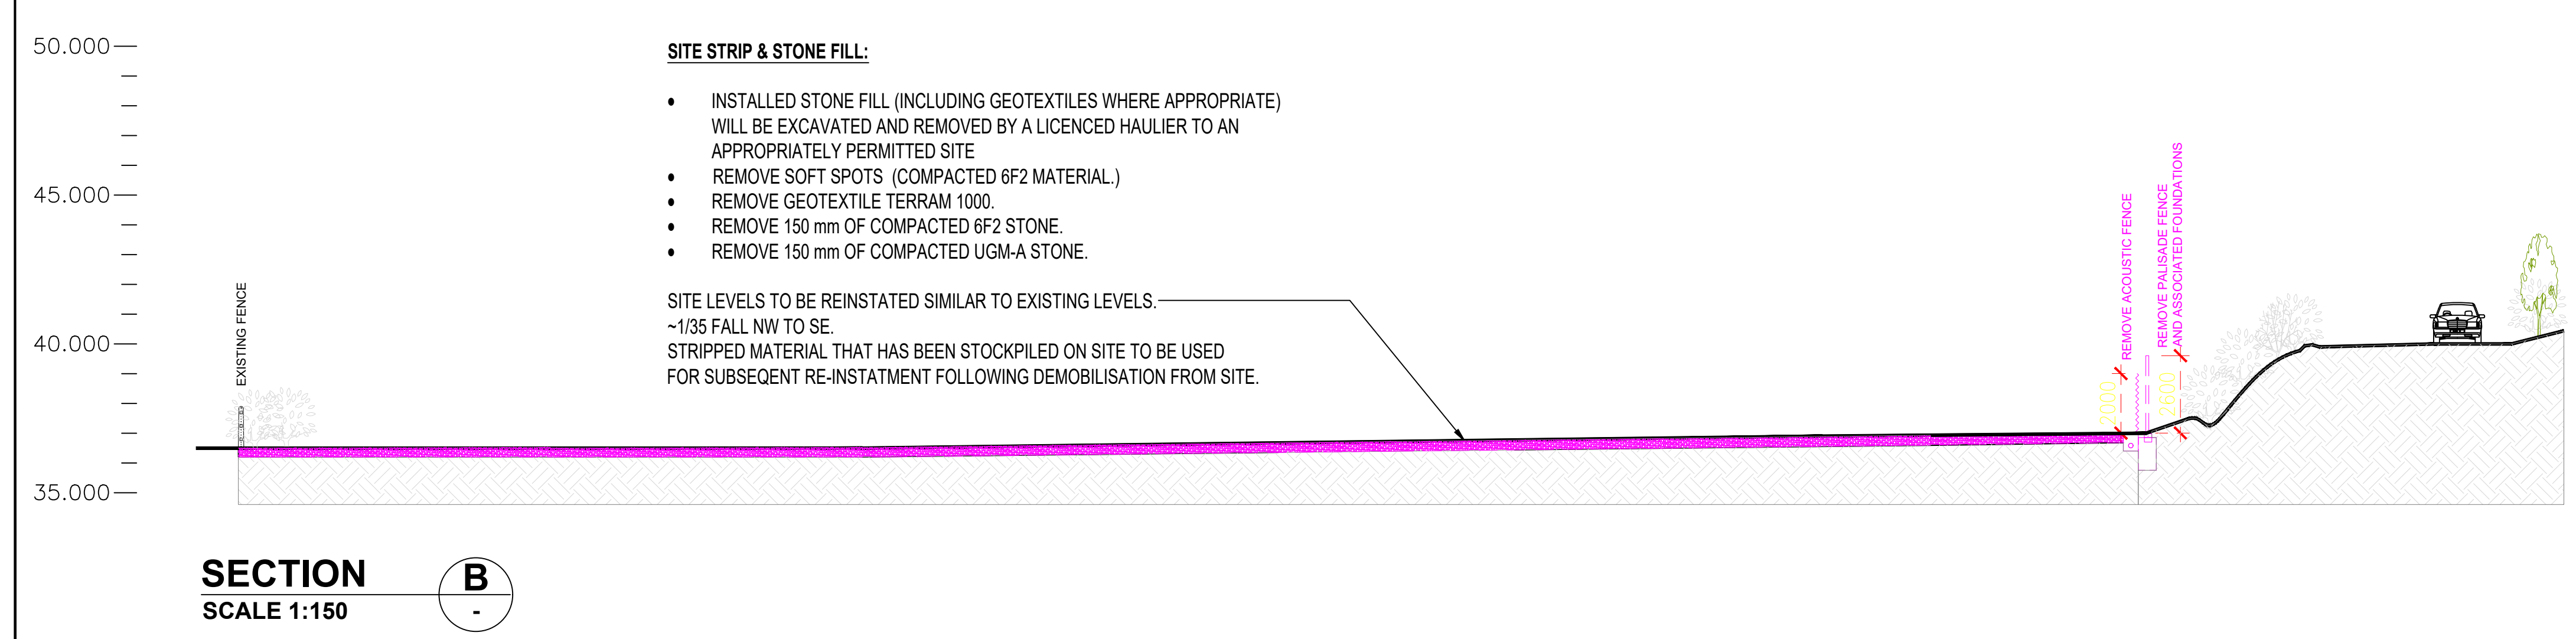 50.000
45.000
40.000
35.000
SITE STRIP & STONE FILL:
• INSTALLED STONE FILL (INCLUDING GEOTEXTILES WHERE APPROPRIATE)
WILL BE EXCAVATED AND REMOVED BY A LICENCED HAULIER TO AN
APPROPRIATELY PERMITTED SITE
• REMOVE SOFT SPOTS (COMPACTED 6F2 MATERIAL.)
• REMOVE GEOTEXTILE TERRAM 1000.
• REMOVE 150 mm OF COMPACTED 6F2 STONE.
• REMOVE 150 mm OF COMPACTED UGM-A STONE.
SITE LEVELS TO BE REINSTATED SIMILAR TO EXISTING LEVELS.
~1/35 FALL NW TO SE.
STRIPPED MATERIAL THAT HAS BEEN STOCKPILED ON SITE TO BE USED
FOR SUBSEQENT RE-INSTATMENT FOLLOWING DEMOBILISATION FROM SITE.
EXISTING FENCE
REMOVE ACOUSTIC FENCE
REMOVE PALISADE FENCE
AND ASSOCIATED FOUNDATIONS
2000
2600
SECTION
SCALE 1:150
B
-